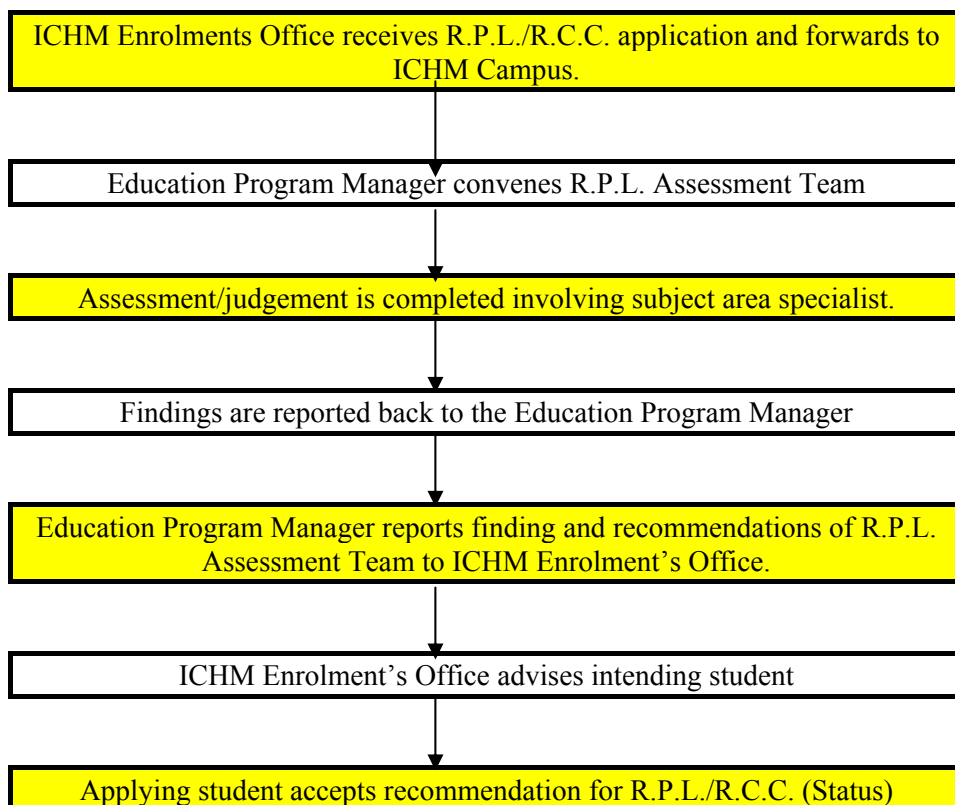 ICHM Enrolments Office receives R.P.L./R.C.C. application and forwards to
ICHM Campus.
Education Program Manager convenes R.P.L. Assessment Team
Assessment/judgement is completed involving subject area specialist.
Findings are reported back to the Education Program Manager
Education Program Manager reports finding and recommendations of R.P.L.
Assessment Team to ICHM Enrolment’s Office.
ICHM Enrolment’s Office advises intending student
Applying student accepts recommendation for R.P.L./R.C.C. (Status)